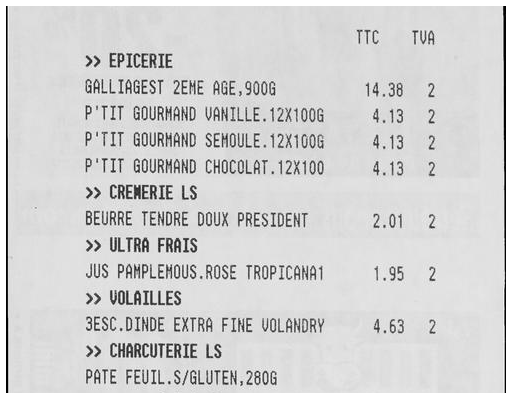 TTC TVA
>> EPICERIE
GALLIAGEST 2EME AGE,900G 14.38 2
P'TIT GOURMAND VANILLE.12X100G 4.13 2
P'TIT GOURMAND SEMOULE.12X100G 4.13 2
P'TIT GOURMAND CHOCOLAT.12X100 4.13 2
>> CREMERIE LS
BEURRE TENDRE DOUX PRESIDENT 2.01 2
>> ULTRA FRAIS
JUS PAMPLEMOUS.ROSE TROPICANA1 1.95 2
>> VOLAILLES
3ESC.DINDE EXTRA FINE VOLANDRY 4.63 2
>> CHARCUTERIE LS
PATE FEUIL.S/GLUTEN,280G